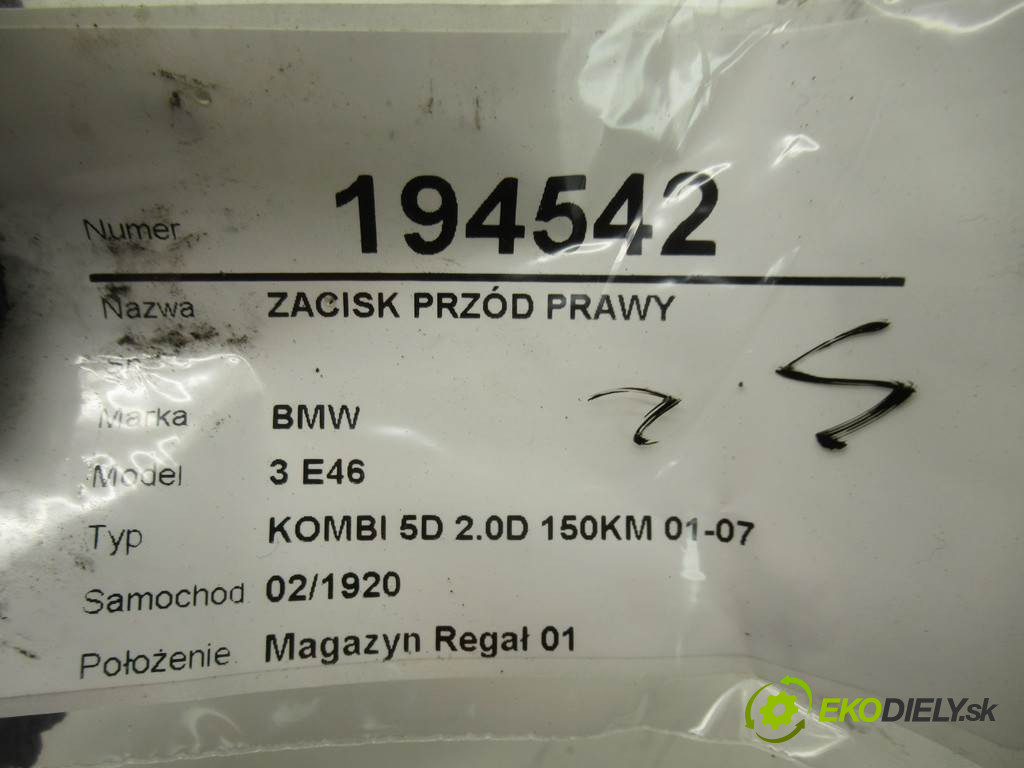 Numer 194542
Nazwa ZACISK PRZÓD PRAWY
Marka BMW
Model 3 E46
Typ KOMBI 5D 2.0D 150KM 01-07
Samochod 02/1920
Położenie Magazyn Regał 01
EKODIELY.sk